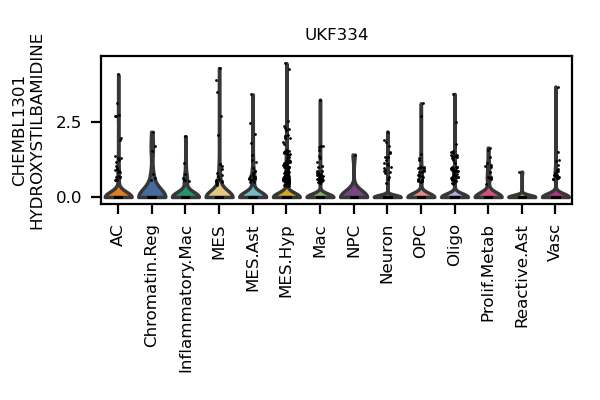 UKF334
CHEMBL1301
HYDROXYSTILBAMIDINE
2.5
0.0
AC
Chromatin.Reg
Inflammatory.Mac
MES
MES.Ast
MES.Hyp
Mac
NPC
Neuron
OPC
Oligo
Prolif.Metab
Reactive.Ast
Vasc